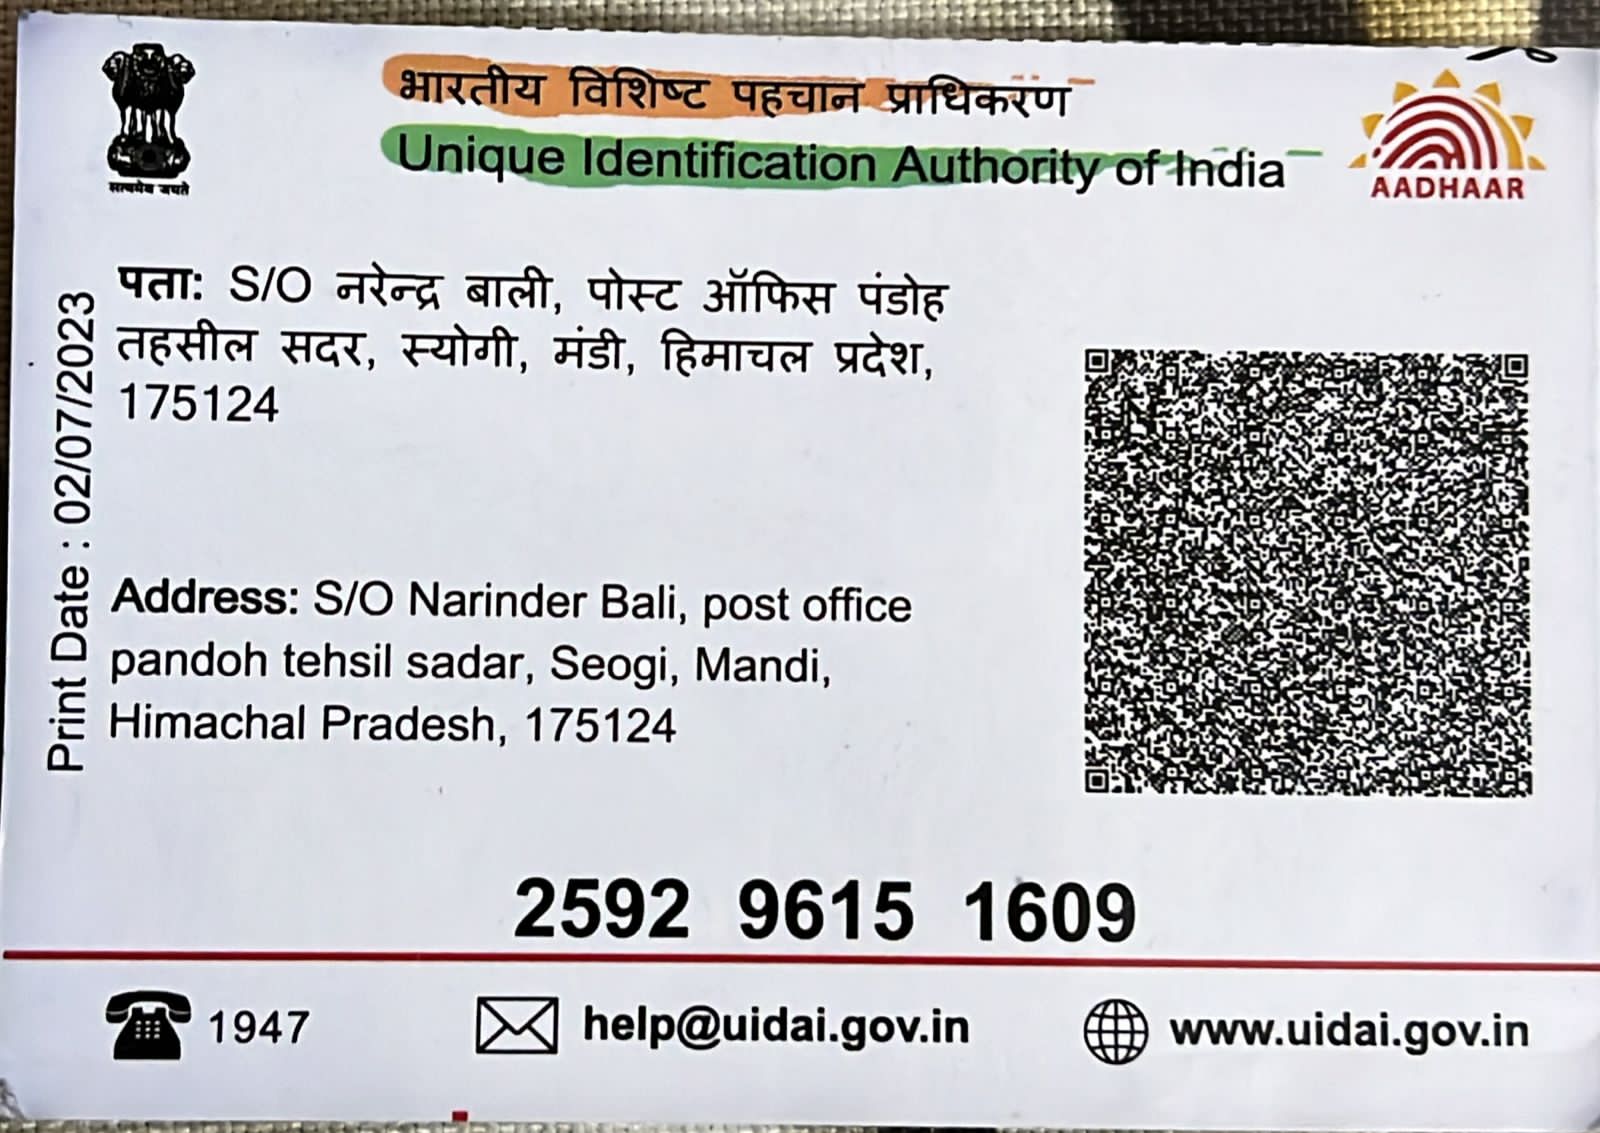 भारतीय विशिष्ट पहचान प्राधिकरण
Unique Identification Authority of India
सत्यमेव जयते
AADHAAR
Print Date : 02/07/2023
पता: S/O नरेन्द्र बाली, पोस्ट ऑफिस पंडोह
तहसील सदर, स्योगी, मंडी, हिमाचल प्रदेश,
175124
Address: S/O Narinder Bali, post office
pandoh tehsil sadar, Seogi, Mandi,
Himachal Pradesh, 175124
2592 9615 1609
1947
help@uidai.gov.in
www.uidai.gov.in